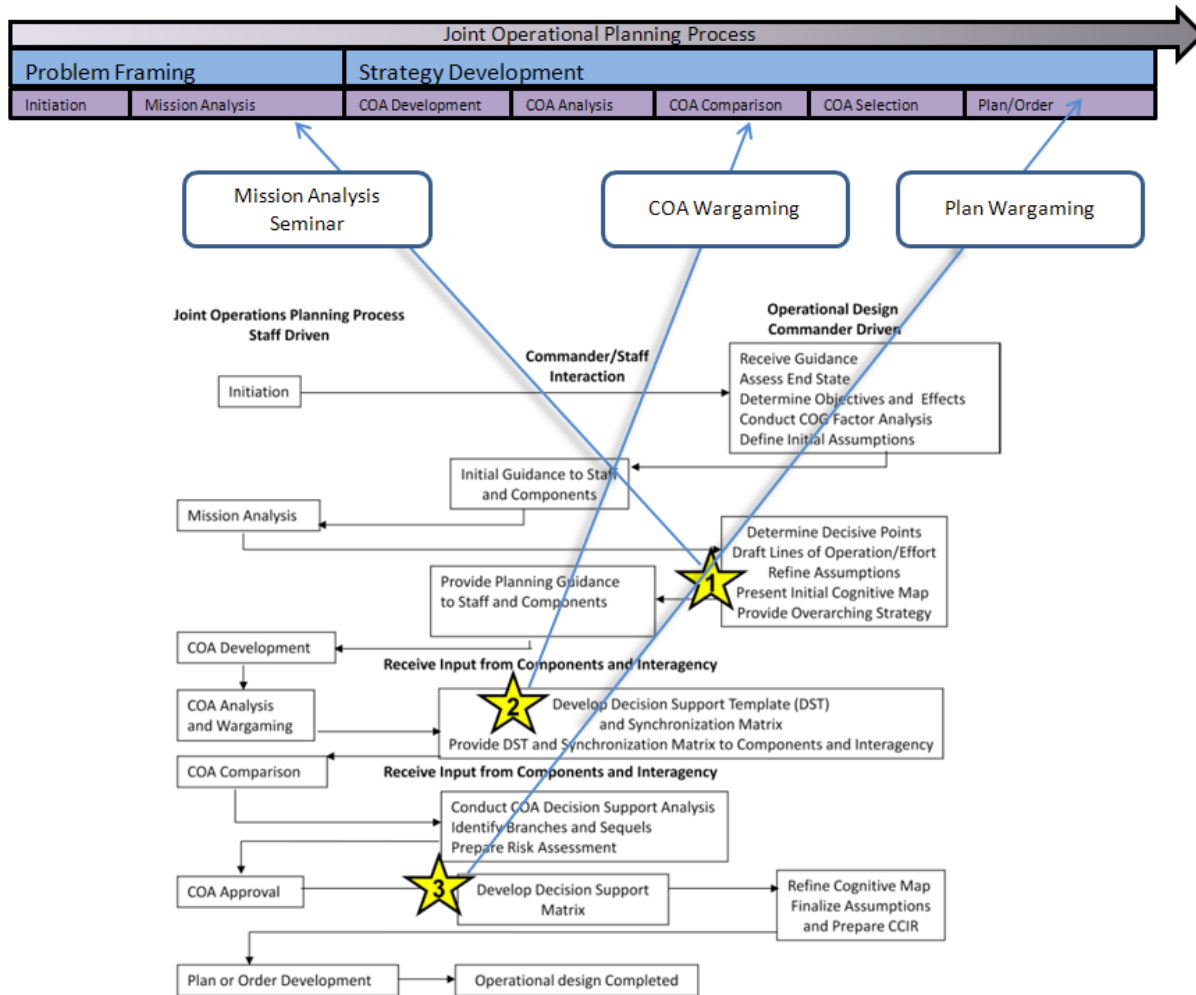 Joint Operational Planning Process
Problem Framing
Strategy Development
Initiation
Mission Analysis
COA Development
COA Analysis
COA Comparison
COA Selection
Plan/Order
Mission Analysis
Seminar
COA Wargaming
Plan Wargaming
Joint Operations Planning Process
Staff Driven
Operational Design
Commander Driven
Commander/Staff
Interaction
Initiation
Receive Guidance
Assess End State
Determine Objectives and Effects
Conduct COG Factor Analysis
Define Initial Assumptions
Initial Guidance to Staff
and Components
Mission Analysis
Determine Decisive Points
Draft Lines of Operation/Effort
Refine Assumptions
Present Initial Cognitive Map
Provide Overarching Strategy
1
Provide Planning Guidance
to Staff and Components
COA Development
Receive Input from Components and Interagency
COA Analysis
and Wargaming
2
Develop Decision Support Template (DST)
and Synchronization Matrix
Provide DST and Synchronization Matrix to Components and Interagency
COA Comparison
Receive Input from Components and Interagency
Conduct COA Decision Support Analysis
Identify Branches and Sequels
Prepare Risk Assessment
COA Approval
3
Develop Decision Support
Matrix
Refine Cognitive Map
Finalize Assumptions
and Prepare CCIR
Plan or Order Development
Operational design Completed